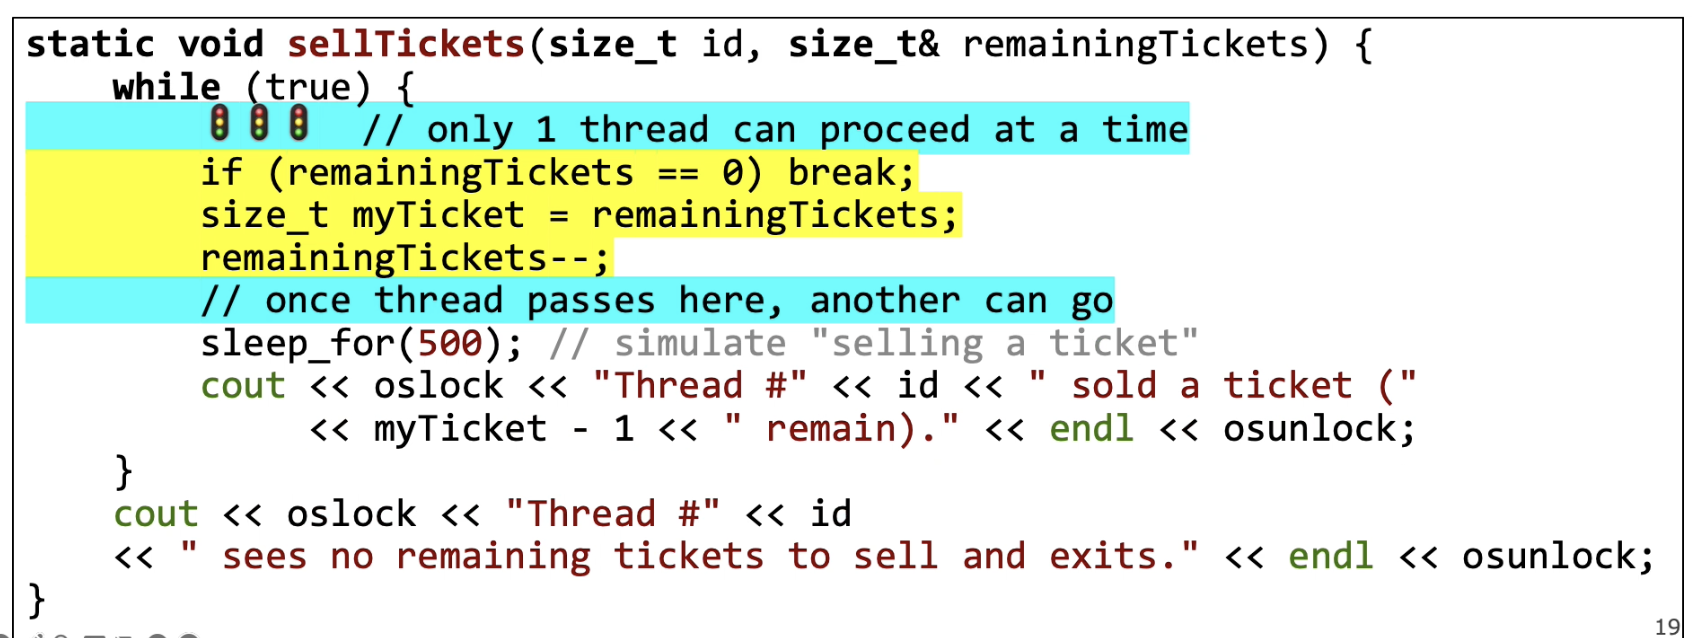 static void sellTickets(size_t id, size_t& remainingTickets) {
    while (true) {
        🚦🚦🚦 // only 1 thread can proceed at a time
        if (remainingTickets == 0) break;
        size_t myTicket = remainingTickets;
        remainingTickets--;
        // once thread passes here, another can go
        sleep_for(500); // simulate "selling a ticket"
        cout << oslock << "Thread #" << id << " sold a ticket ("
             << myTicket - 1 << " remain)." << endl << osunlock;
    }
    cout << oslock << "Thread #" << id
    << " sees no remaining tickets to sell and exits." << endl << osunlock;
}
19